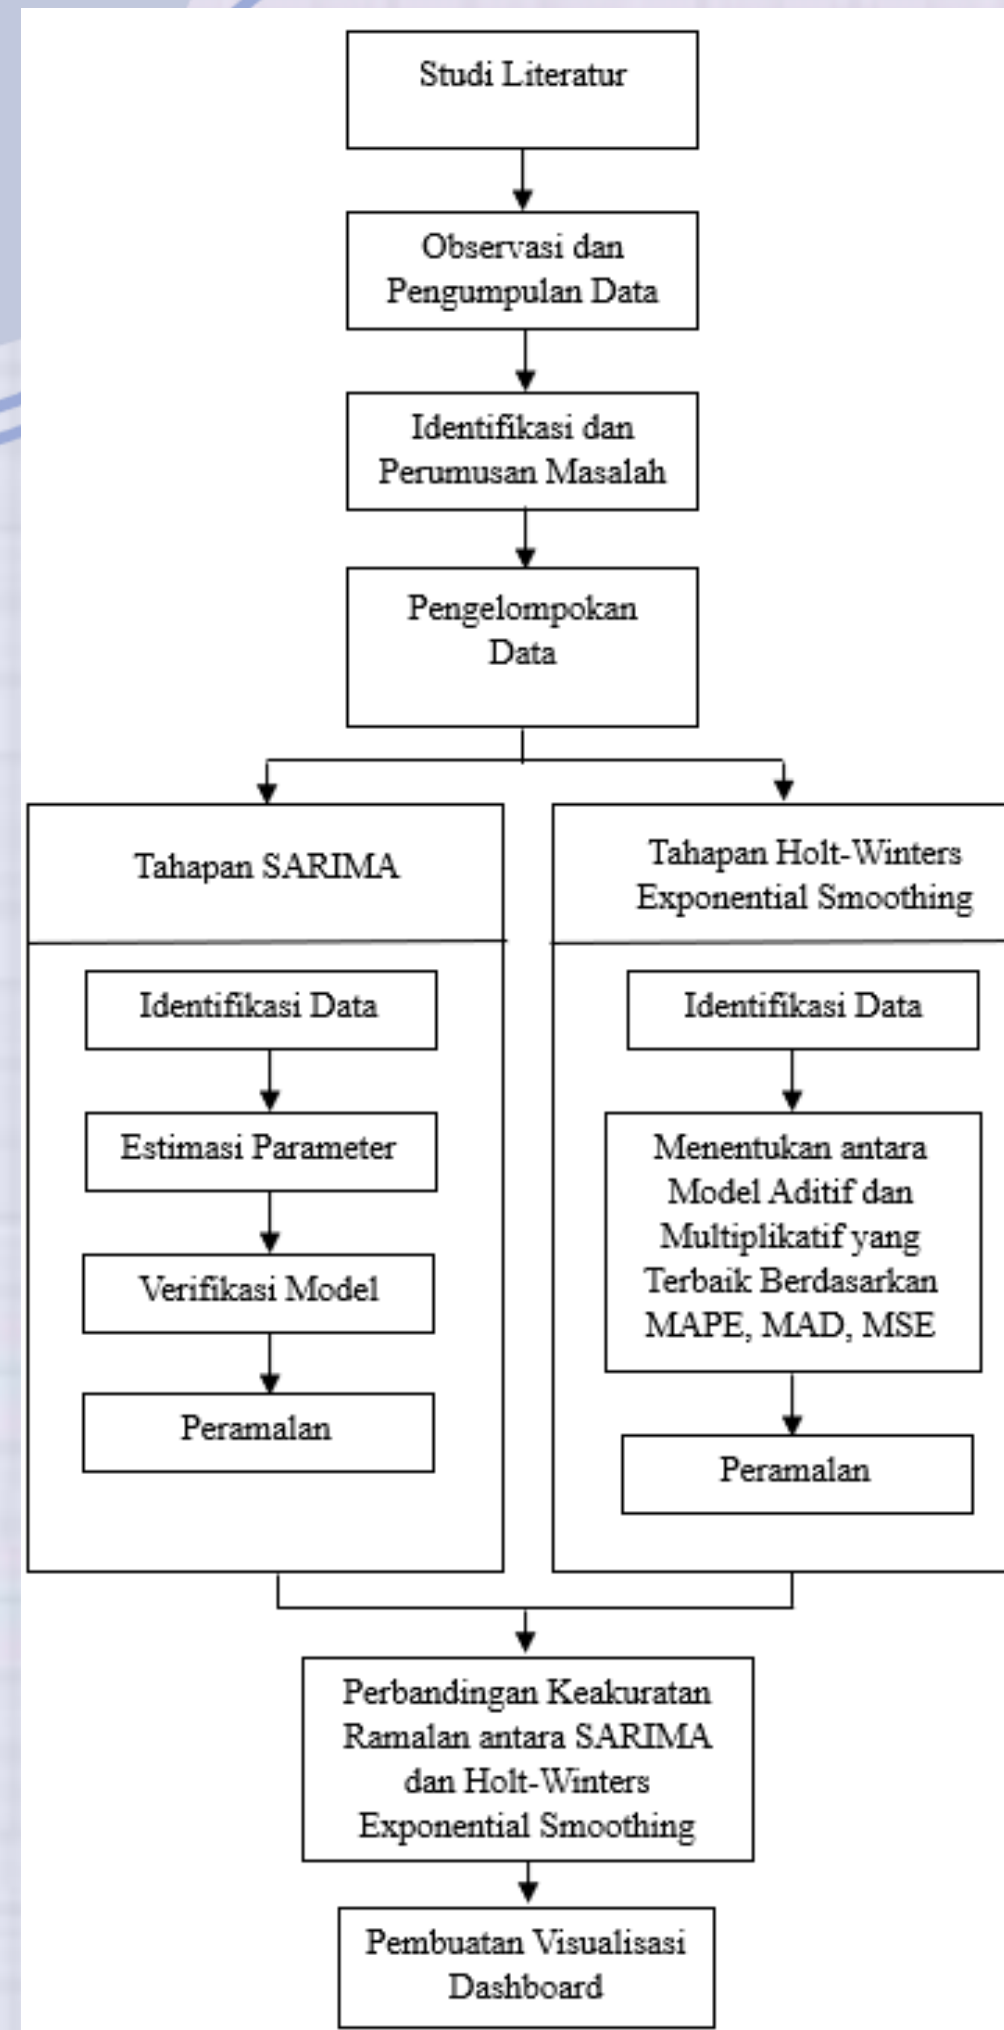 Studi Literatur
Observasi dan
Pengumpulan Data
Identifikasi dan
Perumusan Masalah
Pengelompokan
Data
Tahapan SARIMA
Identifikasi Data
Estimasi Parameter
Verifikasi Model
Peramalan
Tahapan Holt-Winters
Exponential Smoothing
Identifikasi Data
Menentukan antara
Model Aditif dan
Multiplikatif yang
Terbaik Berdasarkan
MAPE, MAD, MSE
Peramalan
Perbandingan Keakuratan
Ramalan antara SARIMA
dan Holt-Winters
Exponential Smoothing
Pembuatan Visualisasi
Dashboard